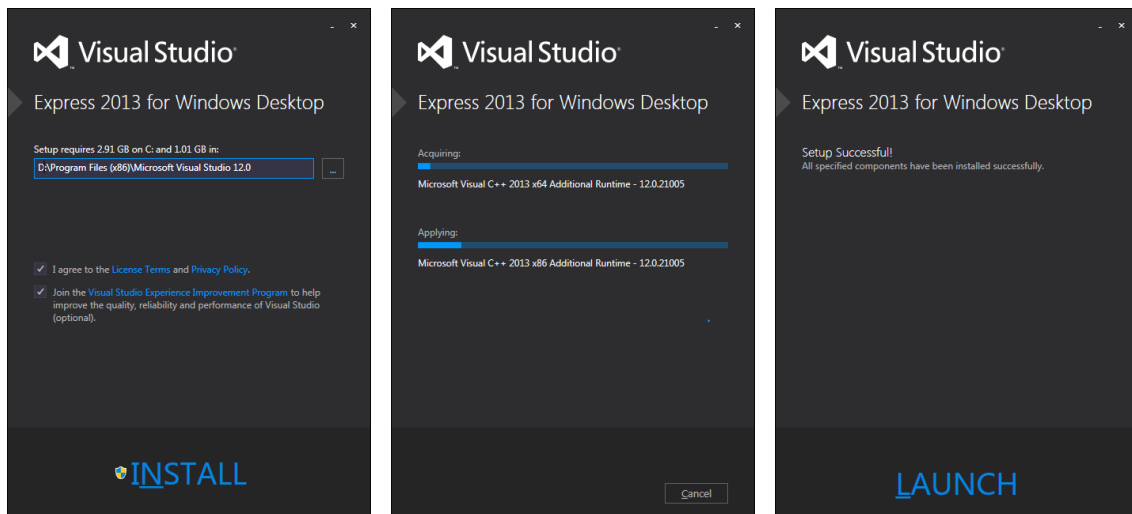 Visual Studio
Express 2013 for Windows Desktop
Setup requires 2.91 GB on C: and 1.01 GB in:
D:\Program Files (x86)\Microsoft Visual Studio 12.0
...
I agree to the License Terms and Privacy Policy.
Join the Visual Studio Experience Improvement Program to help
improve the quality, reliability and performance of Visual Studio
(optional).
INSTALL
Visual Studio
Express 2013 for Windows Desktop
Acquiring:
Microsoft Visual C++ 2013 x64 Additional Runtime - 12.0.21005
Applying:
Microsoft Visual C++ 2013 x86 Additional Runtime - 12.0.21005
Cancel
Visual Studio
Express 2013 for Windows Desktop
Setup Successful!
All specified components have been installed successfully.
LAUNCH